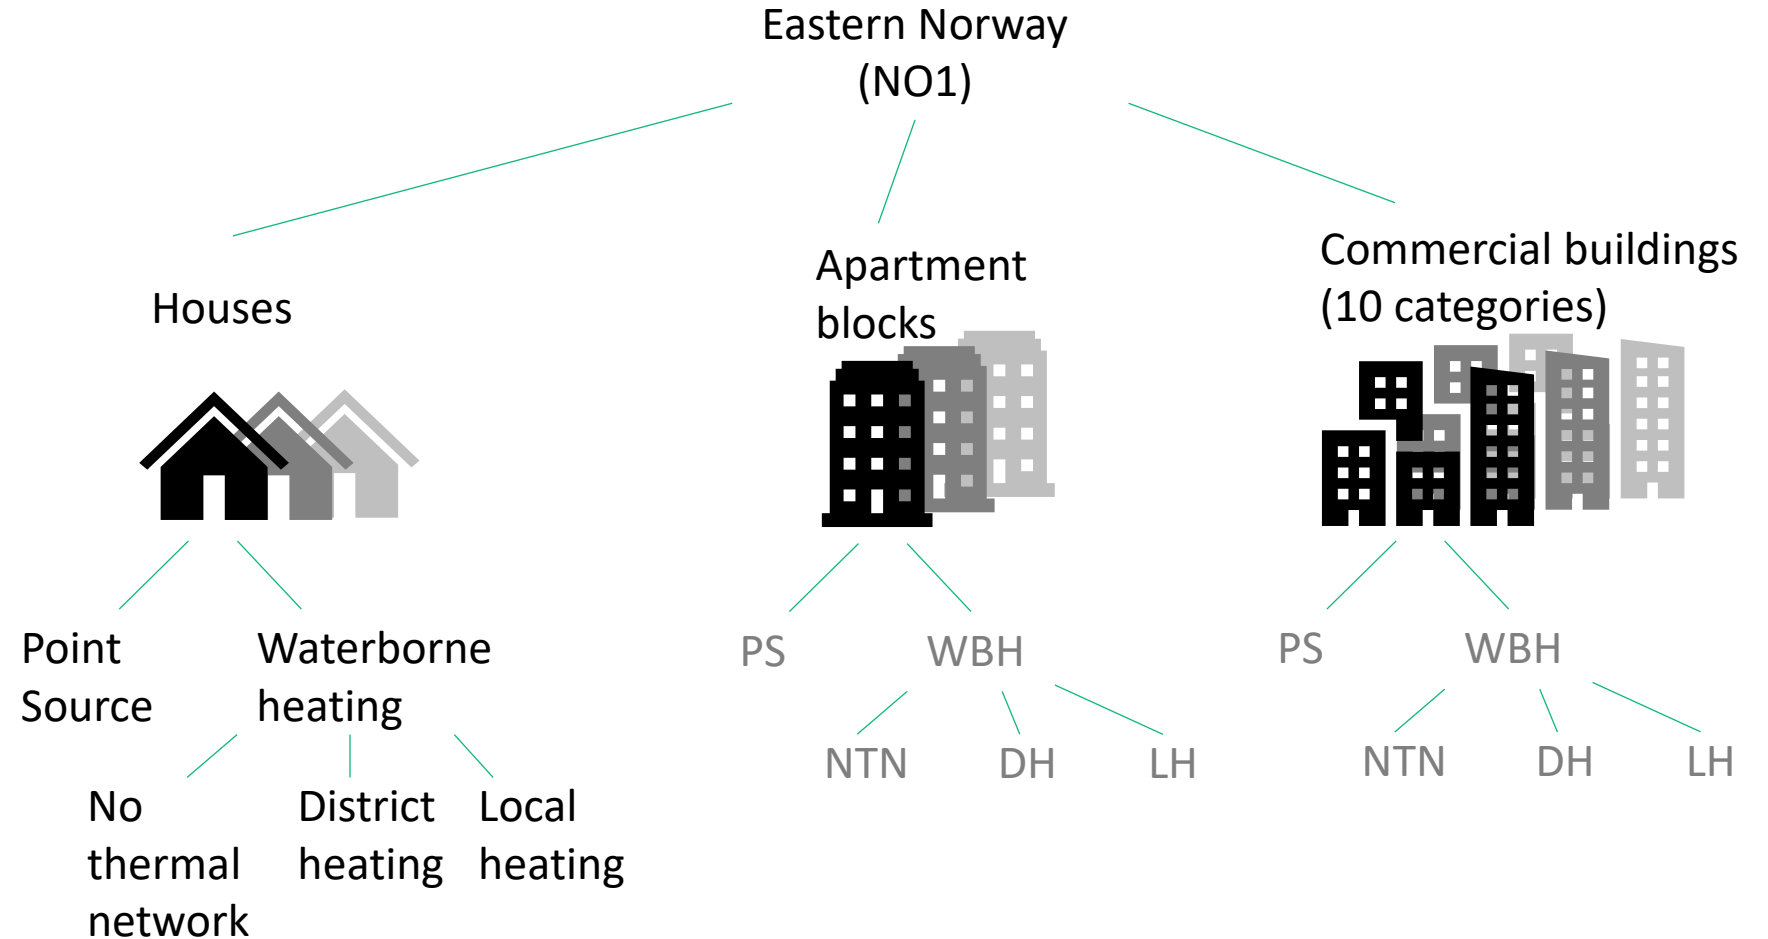 Eastern Norway
(NO1)
Houses
Apartment
blocks
Commercial buildings
(10 categories)
Point
Source
Waterborne
heating
No
thermal
network
District
heating
Local
heating
PS
WBH
NTN
DH
LH
PS
WBH
NTN
DH
LH